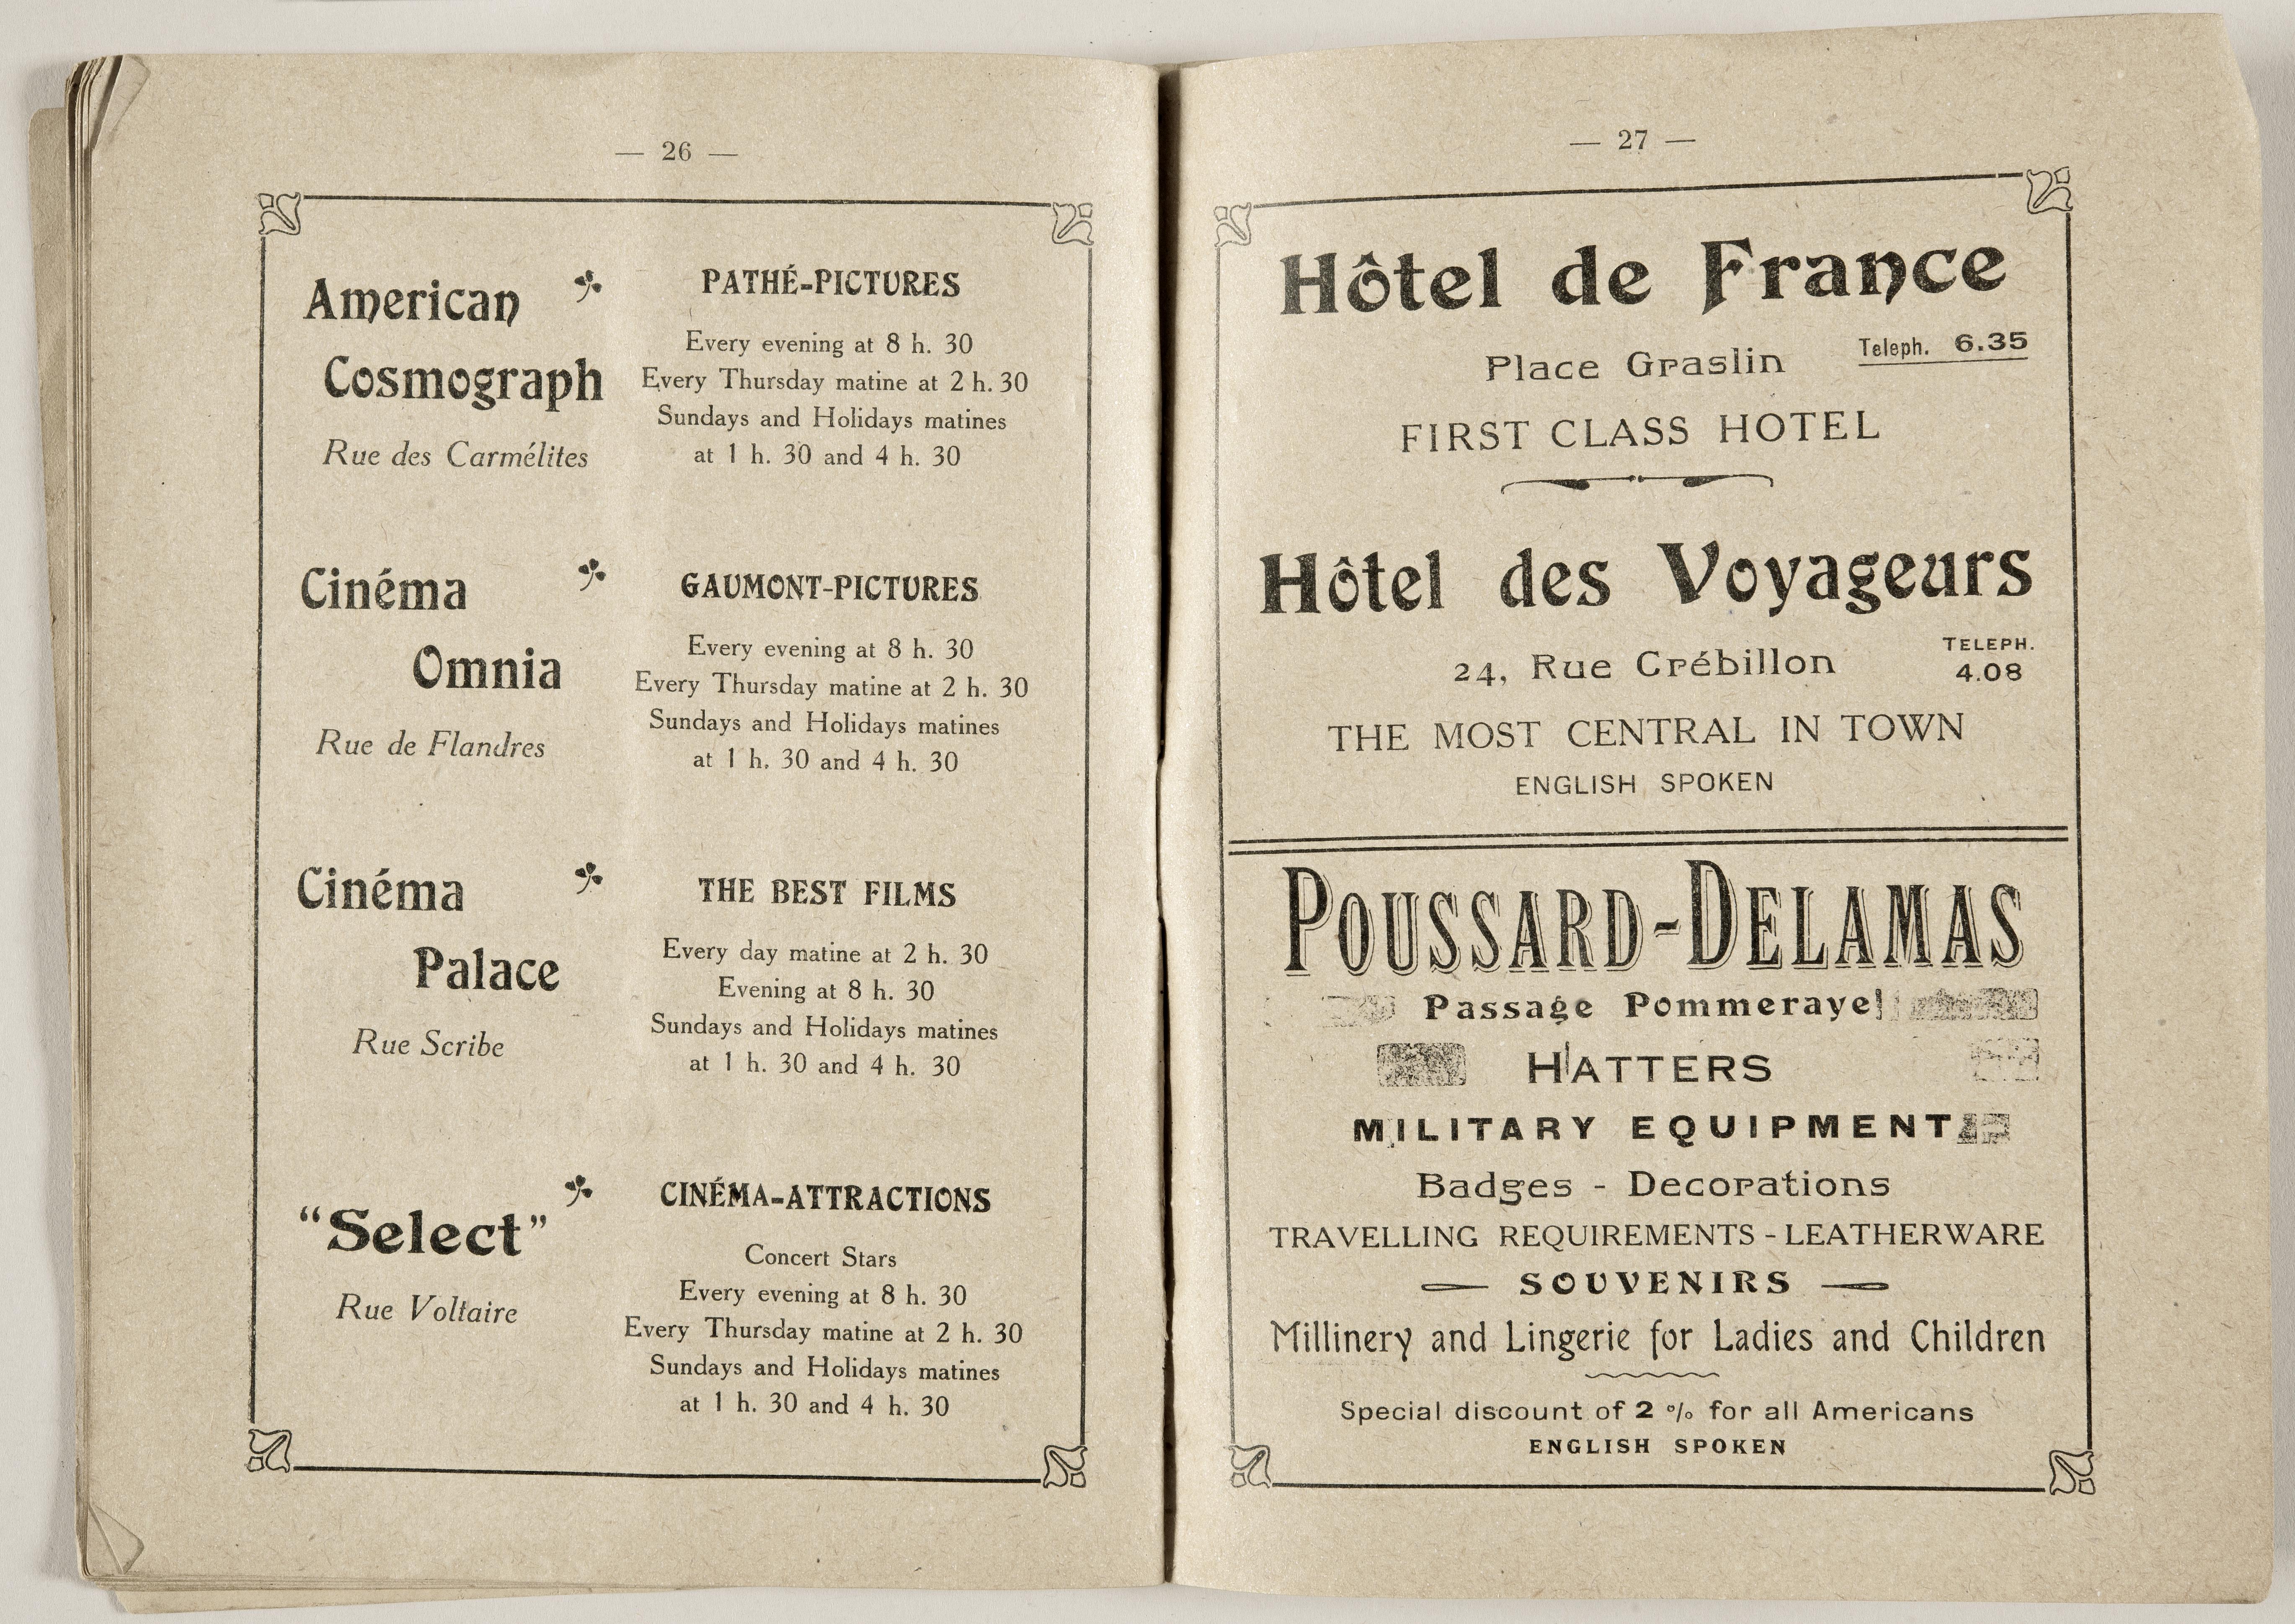 — 26 —
American
Cosmograph
Rue des Carmélites
PATHÉ-PICTURES
Every evening at 8 h. 30
Every Thursday matine at 2 h. 30
Sundays and Holidays matines
at 1 h. 30 and 4 h. 30
Cinéma
Omnia
Rue de Flandres
GAUMONT-PICTURES
Every evening at 8 h. 30
Every Thursday matine at 2 h. 30
Sundays and Holidays matines
at 1 h. 30 and 4 h. 30
Cinéma
Palace
Rue Scribe
THE BEST FILMS
Every day matine at 2 h. 30
Evening at 8 h. 30
Sundays and Holidays matines
at 1 h. 30 and 4 h. 30
“Select”
Rue Voltaire
CINÉMA-ATTRACTIONS
Concert Stars
Every evening at 8 h. 30
Every Thursday matine at 2 h. 30
Sundays and Holidays matines
at 1 h. 30 and 4 h. 30
— 27 —
Hôtel de France
Place Graslin Teleph. 6.35
FIRST CLASS HOTEL
Hôtel des Voyageurs
24, Rue Crébillon
TELEPH.
4.08
THE MOST CENTRAL IN TOWN
ENGLISH SPOKEN
POUSSARD-DELAMAS
Passage Pommeraye
HATTERS
MILITARY EQUIPMENT
Badges - Decorations
TRAVELLING REQUIREMENTS - LEATHERWARE
SOUVENIRS
Millinery and Lingerie for Ladies and Children
Special discount of 2 % for all Americans
ENGLISH SPOKEN